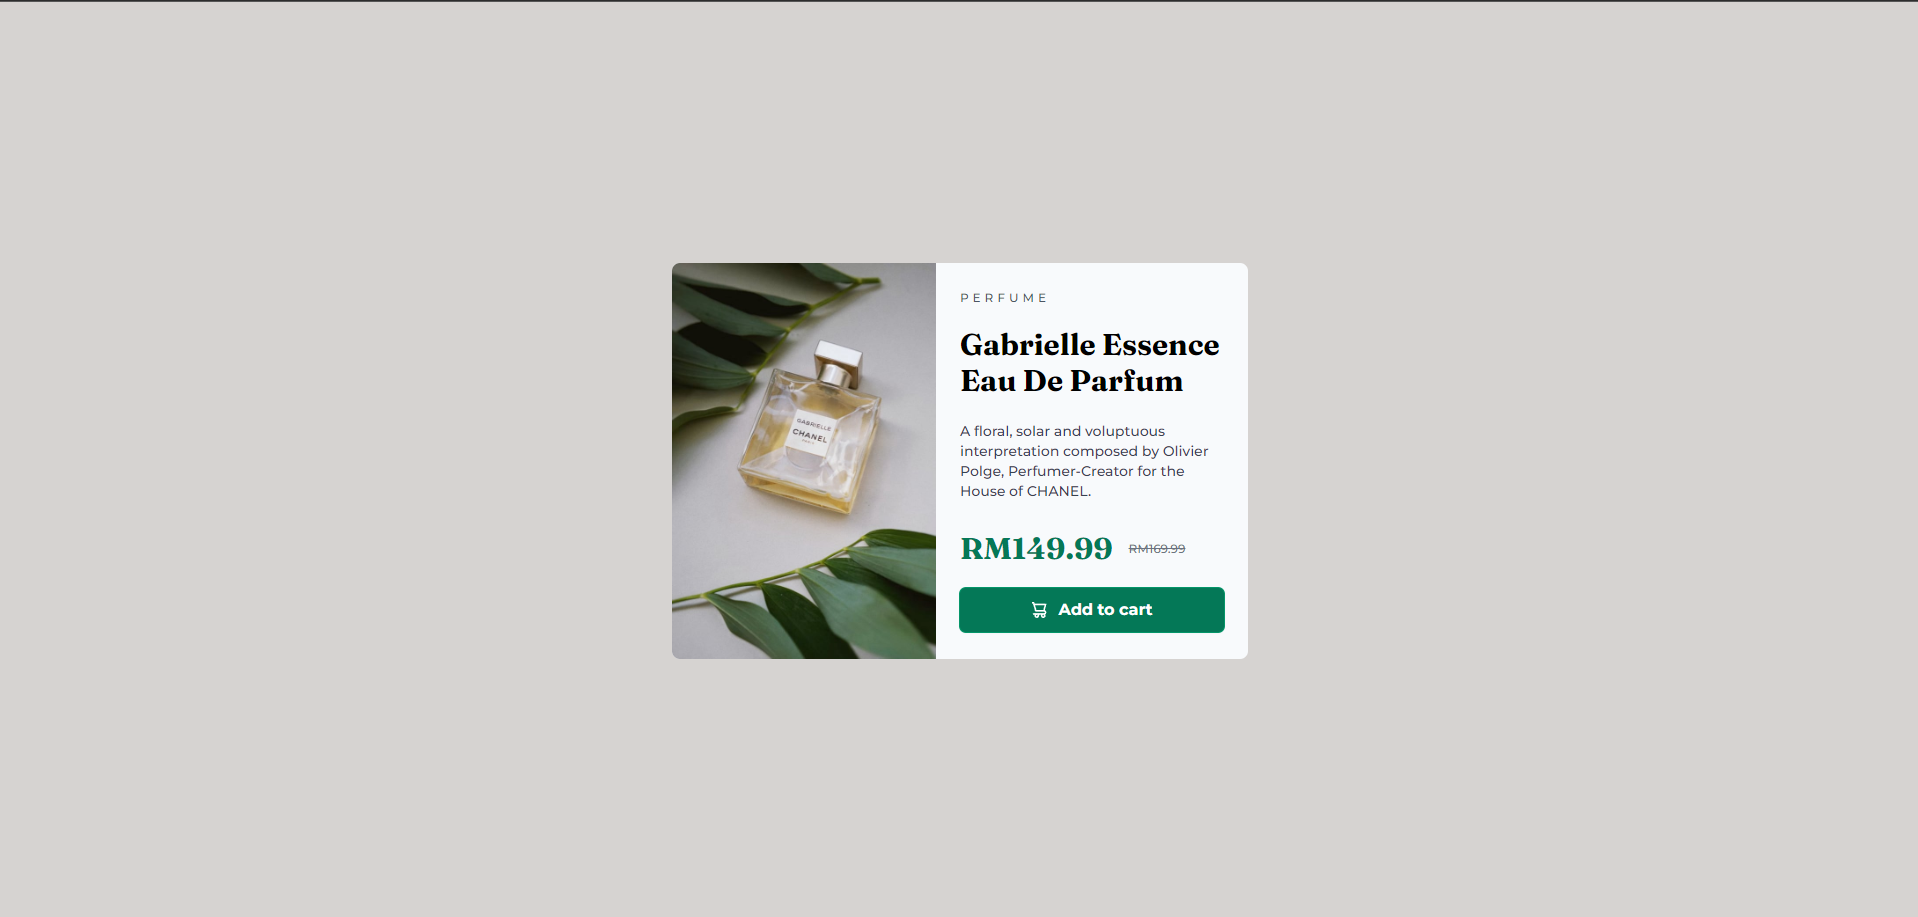 PERFUME
Gabrielle Essence
Eau De Parfum
A floral, solar and voluptuous
interpretation composed by Olivier
Polge, Perfumer-Creator for the
House of CHANEL.
RM149.99 RM169.99
Add to cart
GABRIELLE
CHANEL
PARIS